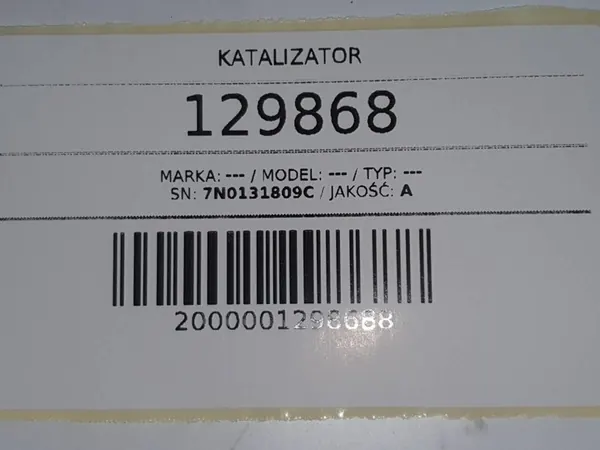 KATALIZATOR
129868
MARKA: --- / MODEL: --- / TYP: ---
SN: 7N0131809C / JAKOŚĆ: A
2000001298688